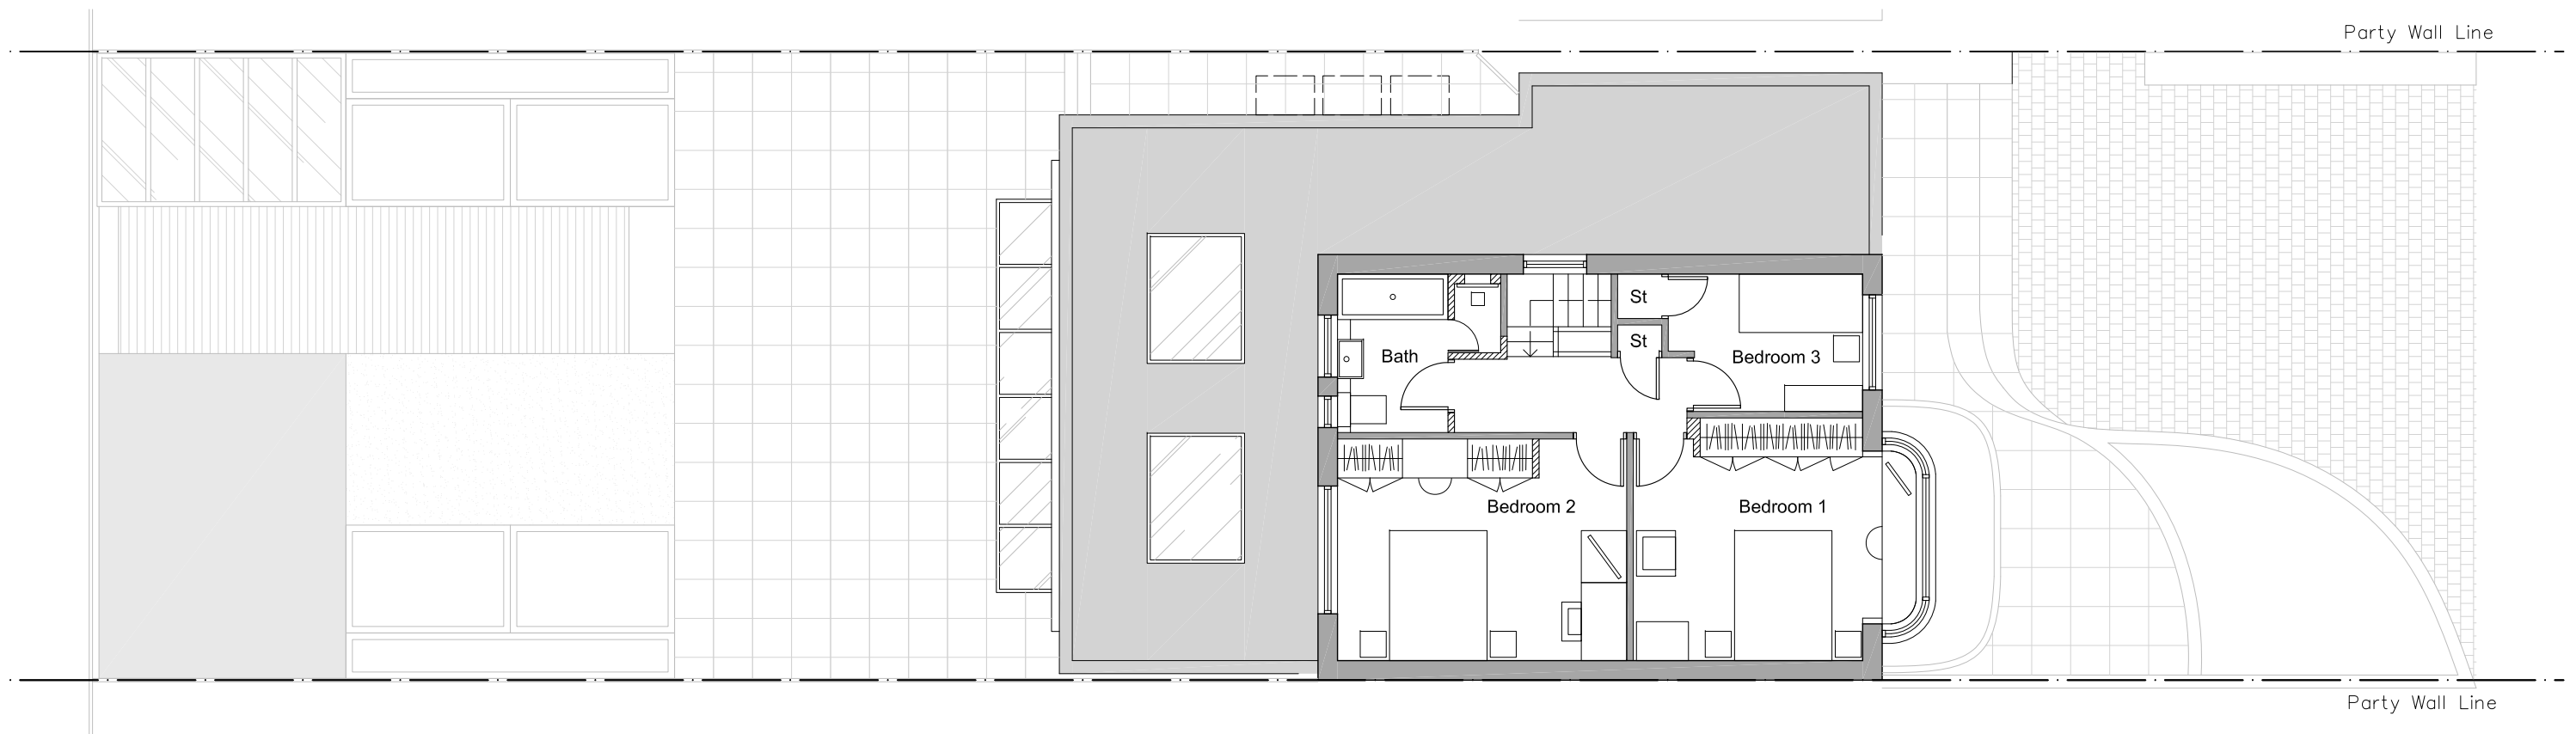 Party Wall Line
St
St
Bath
Bedroom 3
Bedroom 2
Bedroom 1
Party Wall Line